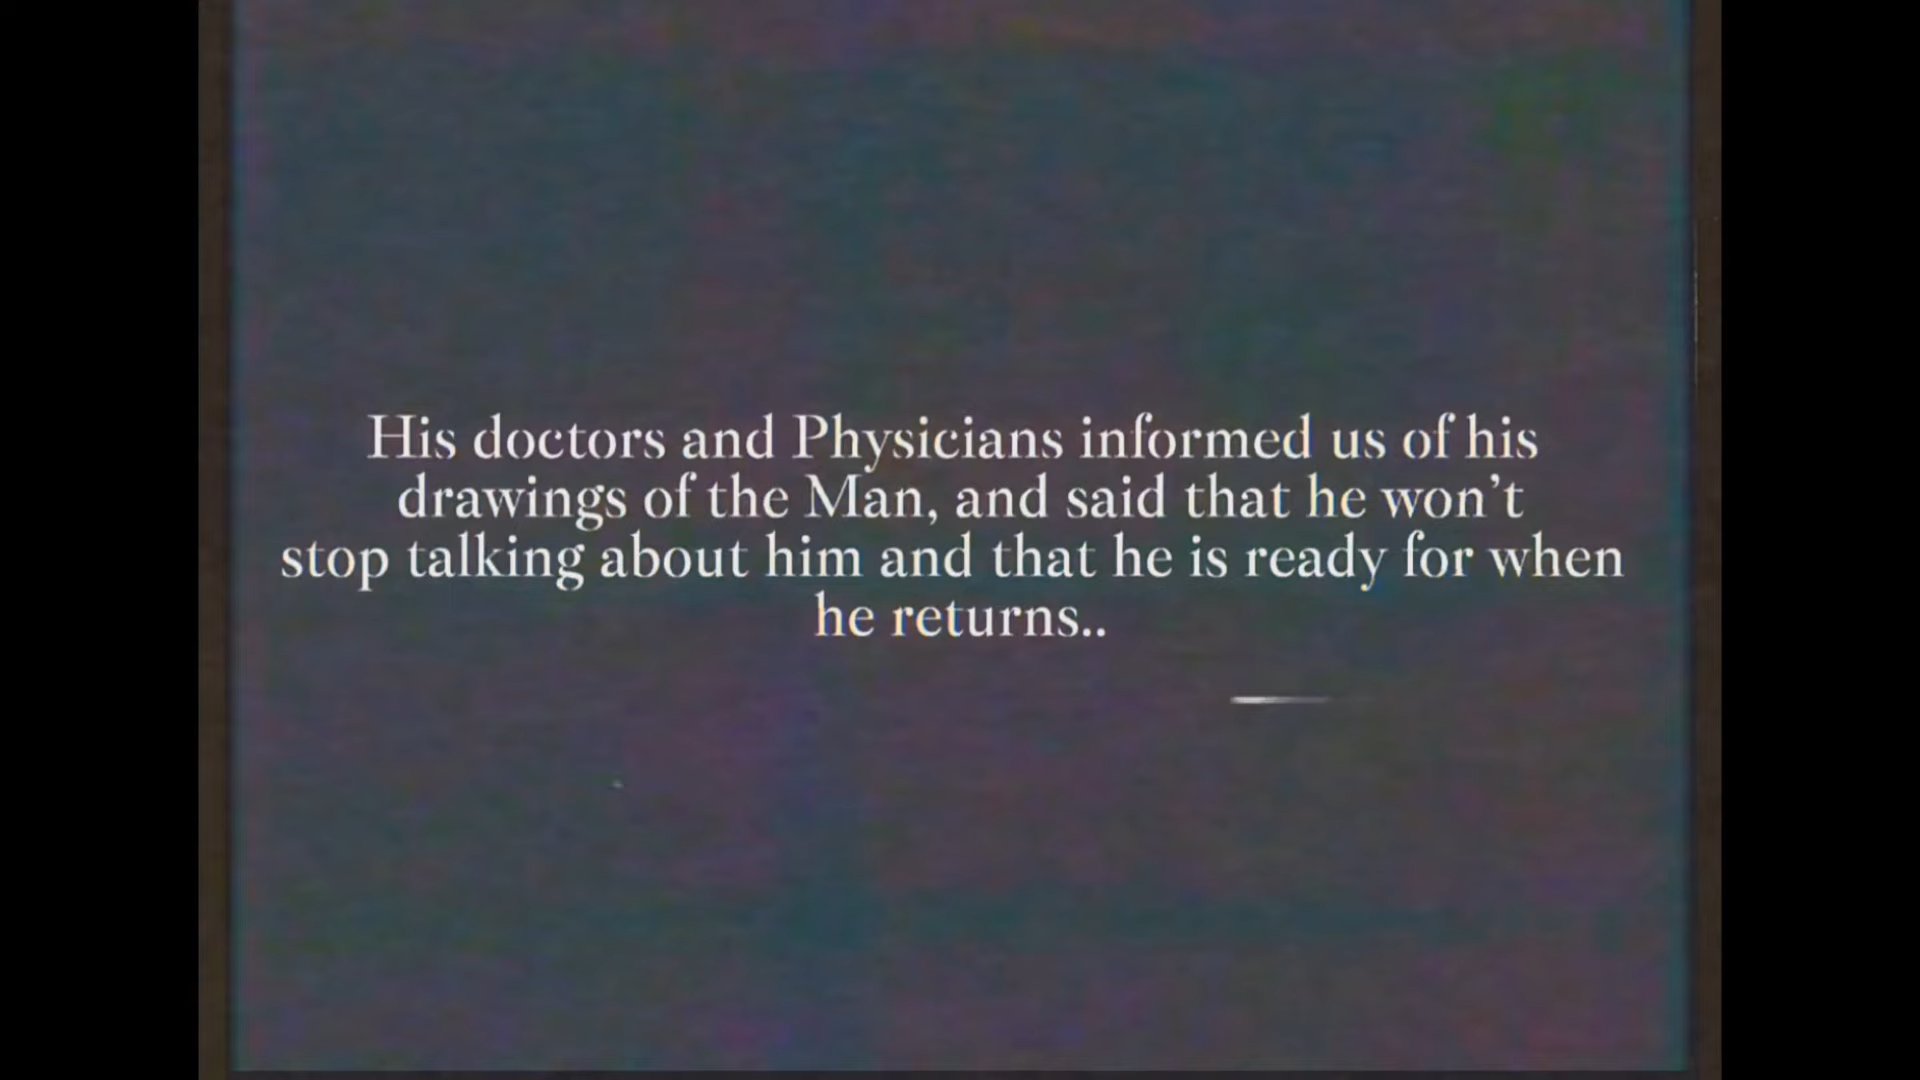 His doctors and Physicians informed us of his
drawings of the Man, and said that he won’t
stop talking about him and that he is ready for when
he returns..